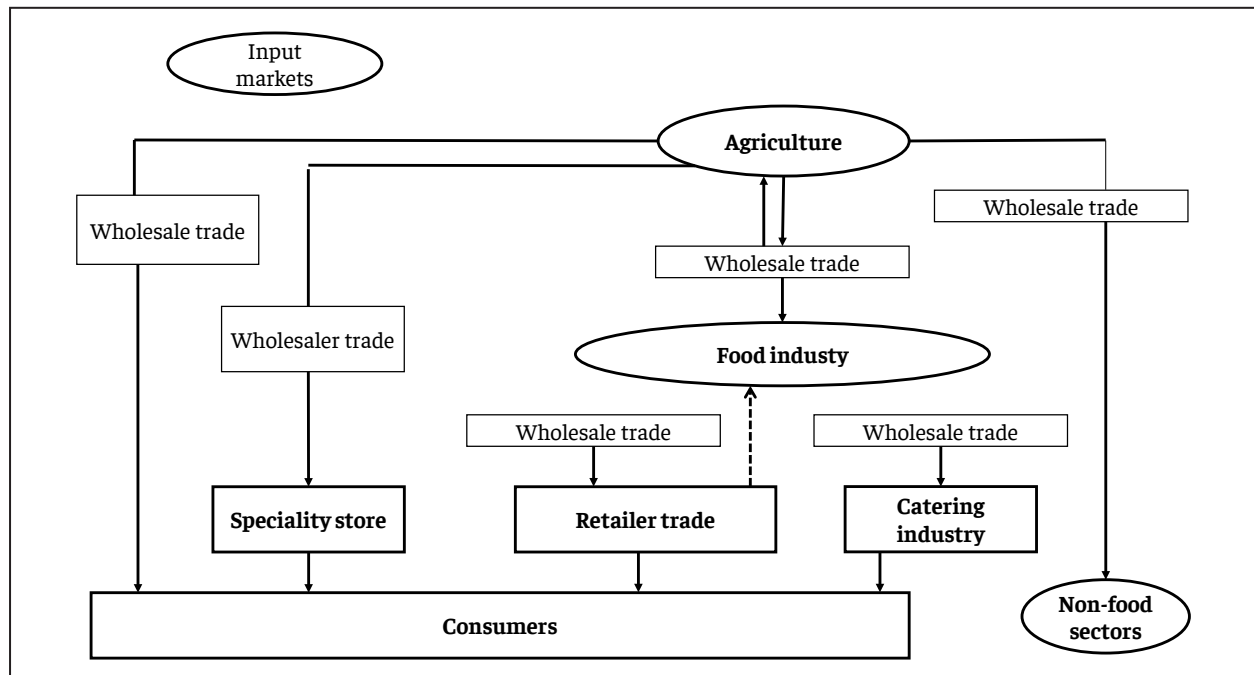 Input
markets
Agriculture
Wholesale trade
Wholesale trade
Wholesale trade
Wholesaler trade
Food industy
Wholesale trade
Wholesale trade
Speciality store
Retailer trade
Catering
industry
Consumers
Non-food
sectors